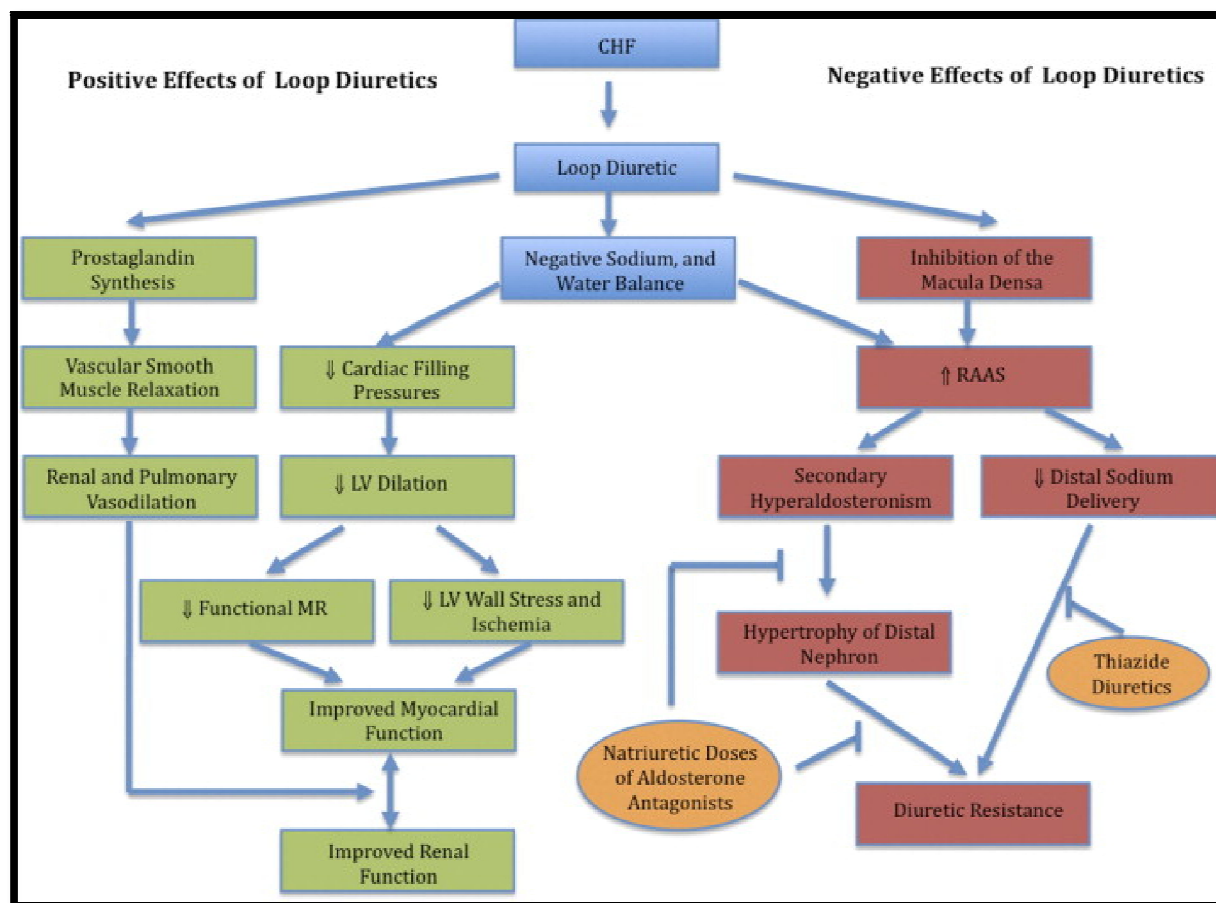 CHF
Positive Effects of Loop Diuretics
Negative Effects of Loop Diuretics
Loop Diuretic
Prostaglandin
Synthesis
Negative Sodium, and
Water Balance
Inhibition of the
Macula Densa
Vascular Smooth
Muscle Relaxation
⇓ Cardiac Filling
Pressures
⇑ RAAS
Renal and Pulmonary
Vasodilation
⇓ LV Dilation
Secondary
Hyperaldosteronism
⇓ Distal Sodium
Delivery
⇓ Functional MR
⇓ LV Wall Stress and
Ischemia
Hypertrophy of Distal
Nephron
Thiazide
Diuretics
Improved Myocardial
Function
Natriuretic Doses
of Aldosterone
Antagonists
Diuretic Resistance
Improved Renal
Function